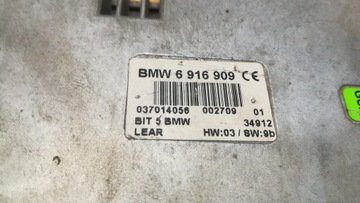 BMW 6 916 909 CE
037014056 002709 01
BIT 5 BMW 34912
LEAR HW:03 / SW:9b